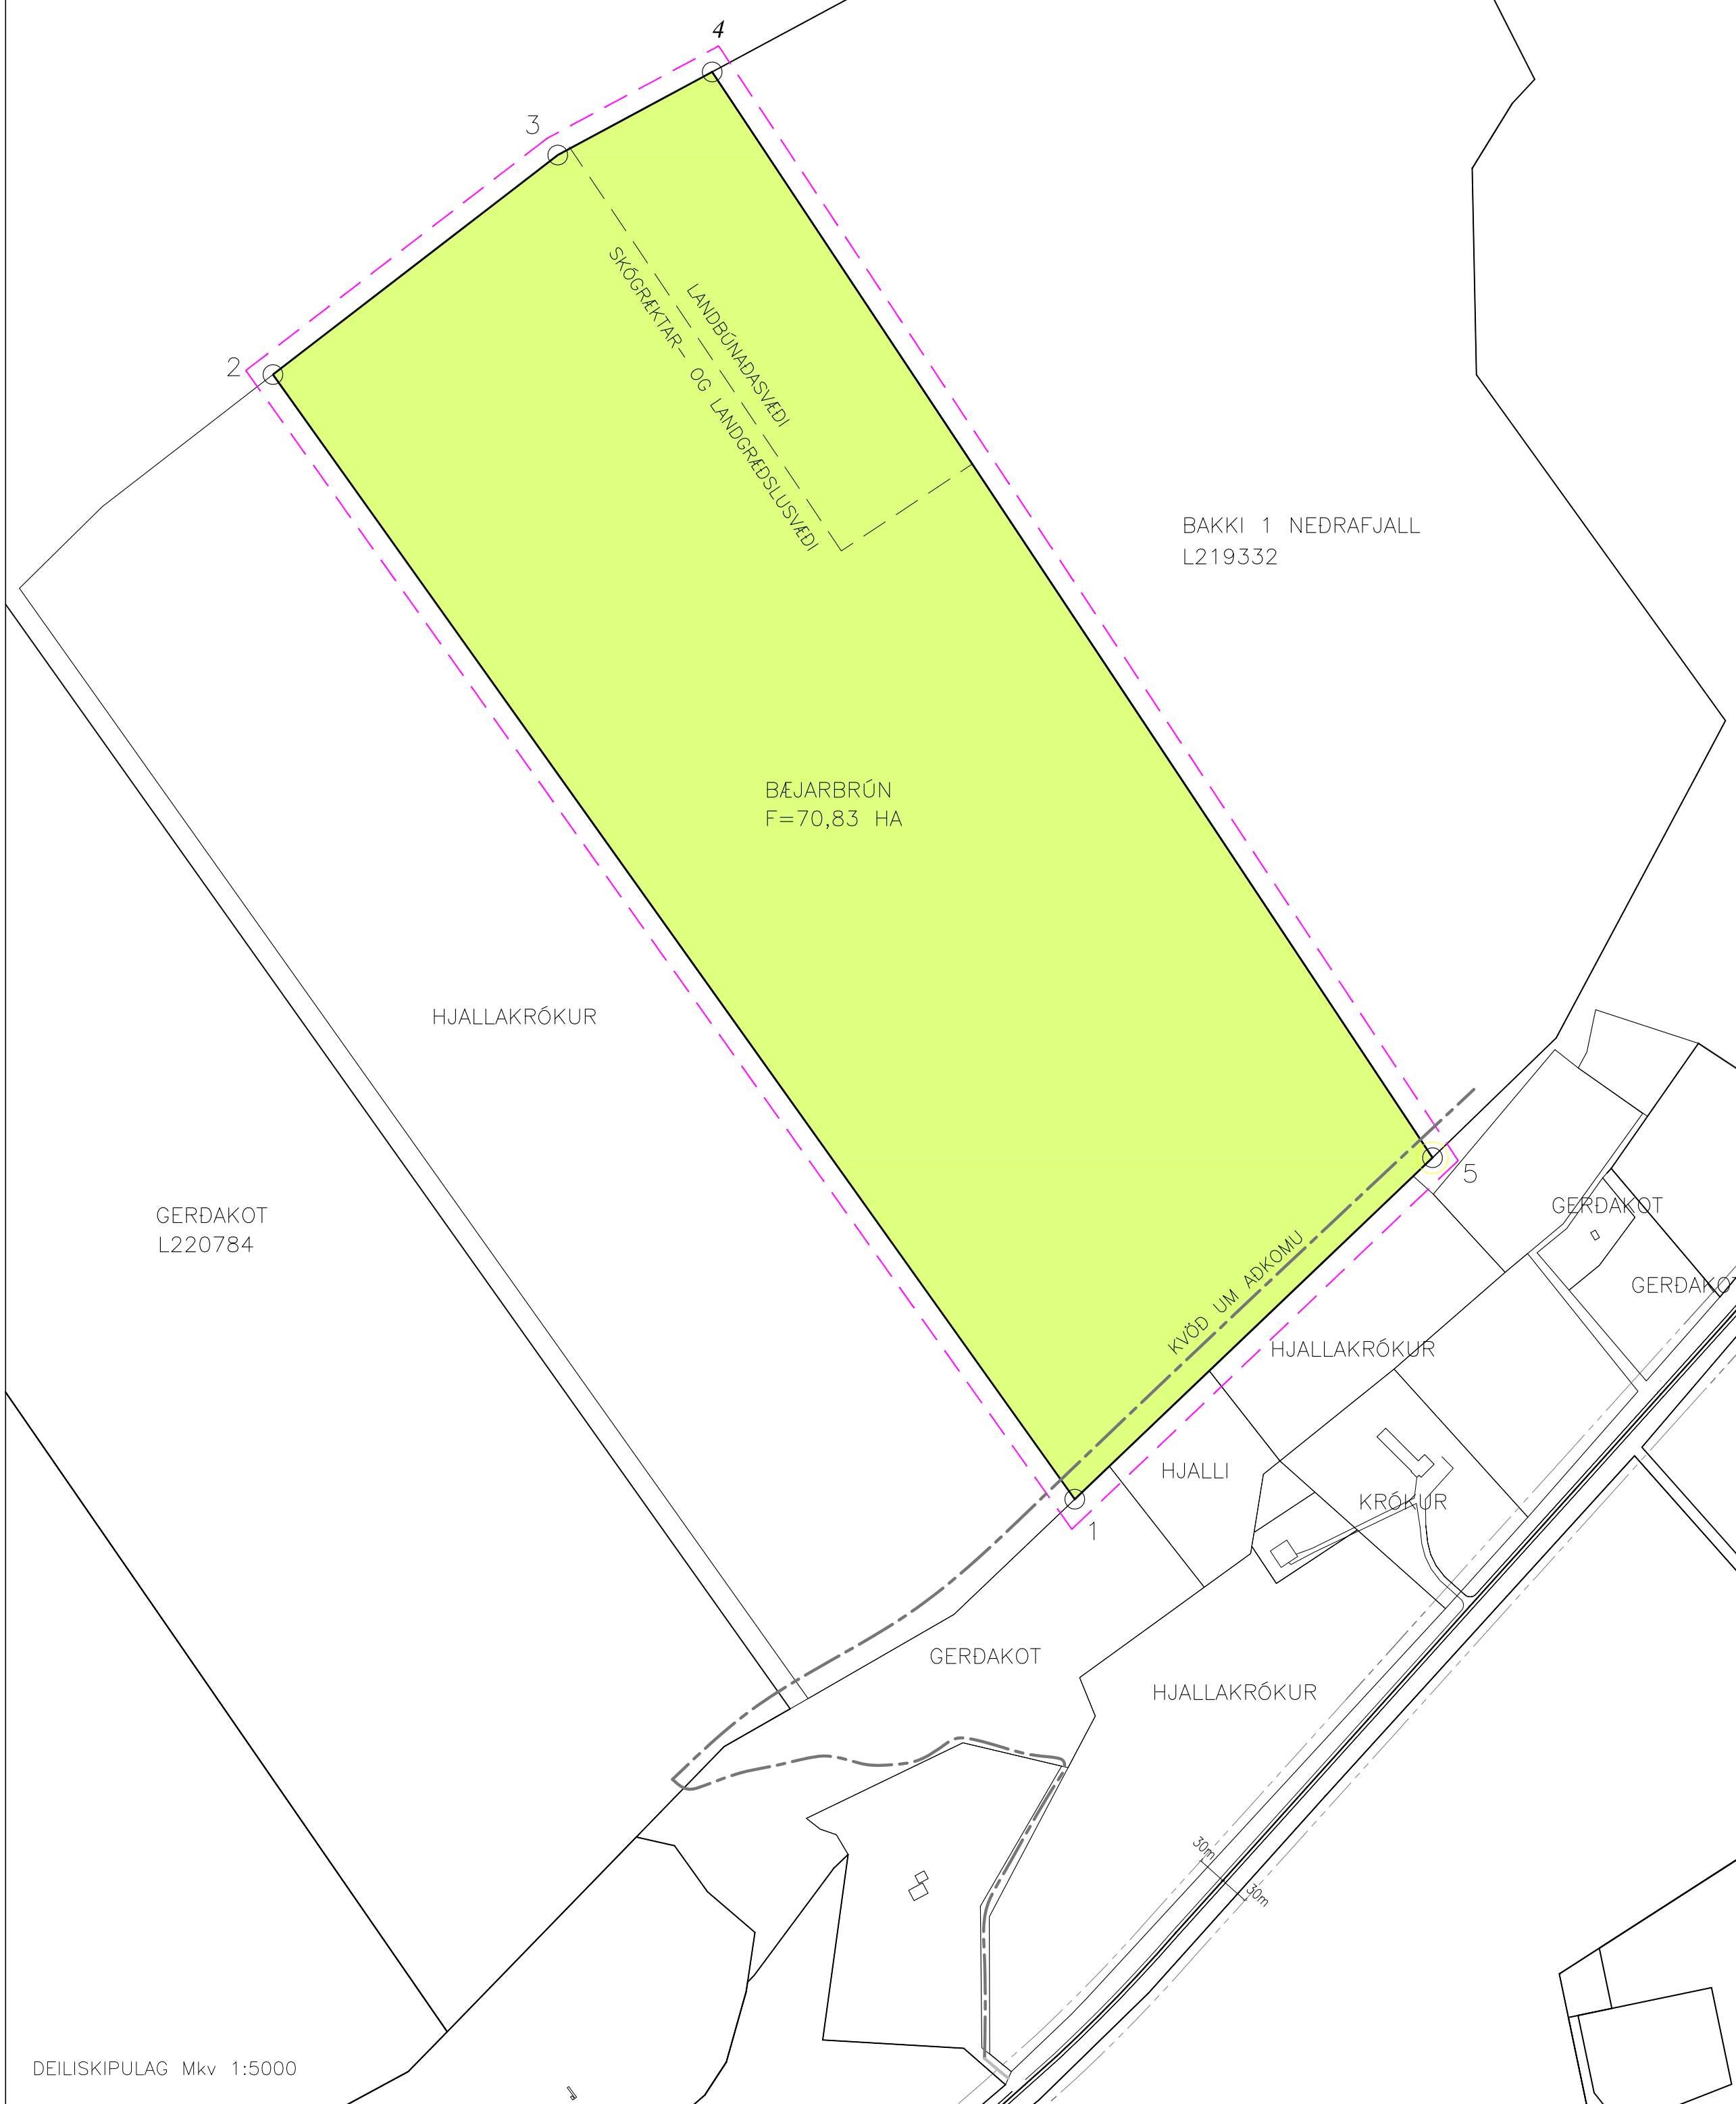 4
3
2
LANDBÚNAÐASVÆÐI
SKÓGRÆKTAR- OG LANDGRÆÐSLUSVÆÐI
BAKKI 1 NEÐRAFJALL
L219332
BÆJARBRÚN
F=70,83 HA
HJALLAKRÓKUR
5
GERÐAKOT
GERÐAKOT
L220784
KVÖÐ UM AÐKOMU
GERÐAKOT
HJALLAKRÓKUR
HJALLI
KRÓKUR
1
GERÐAKOT
HJALLAKRÓKUR
30m
30m
DEILISKIPULAG Mkv 1:5000